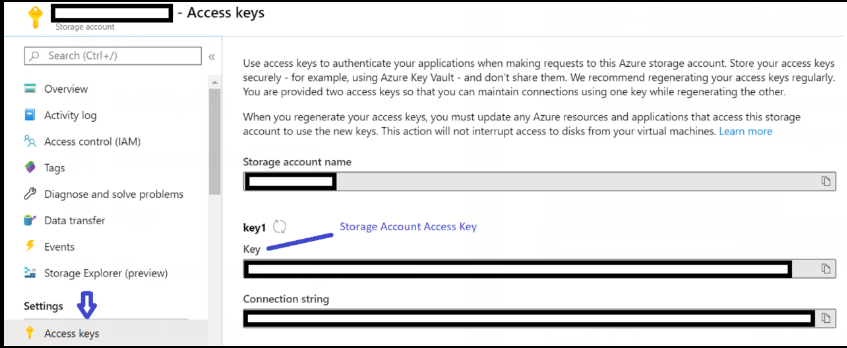 - Access keys
Storage account
Search (Ctrl+/)
«
Overview
Activity log
Access control (IAM)
Tags
Diagnose and solve problems
Data transfer
Events
Storage Explorer (preview)
Settings
Access keys
Use access keys to authenticate your applications when making requests to this Azure storage account. Store your access keys
securely - for example, using Azure Key Vault - and don't share them. We recommend regenerating your access keys regularly.
You are provided two access keys so that you can maintain connections using one key while regenerating the other.
When you regenerate your access keys, you must update any Azure resources and applications that access this storage
account to use the new keys. This action will not interrupt access to disks from your virtual machines. Learn more
Storage account name
key1
Storage Account Access Key
Key
Connection string